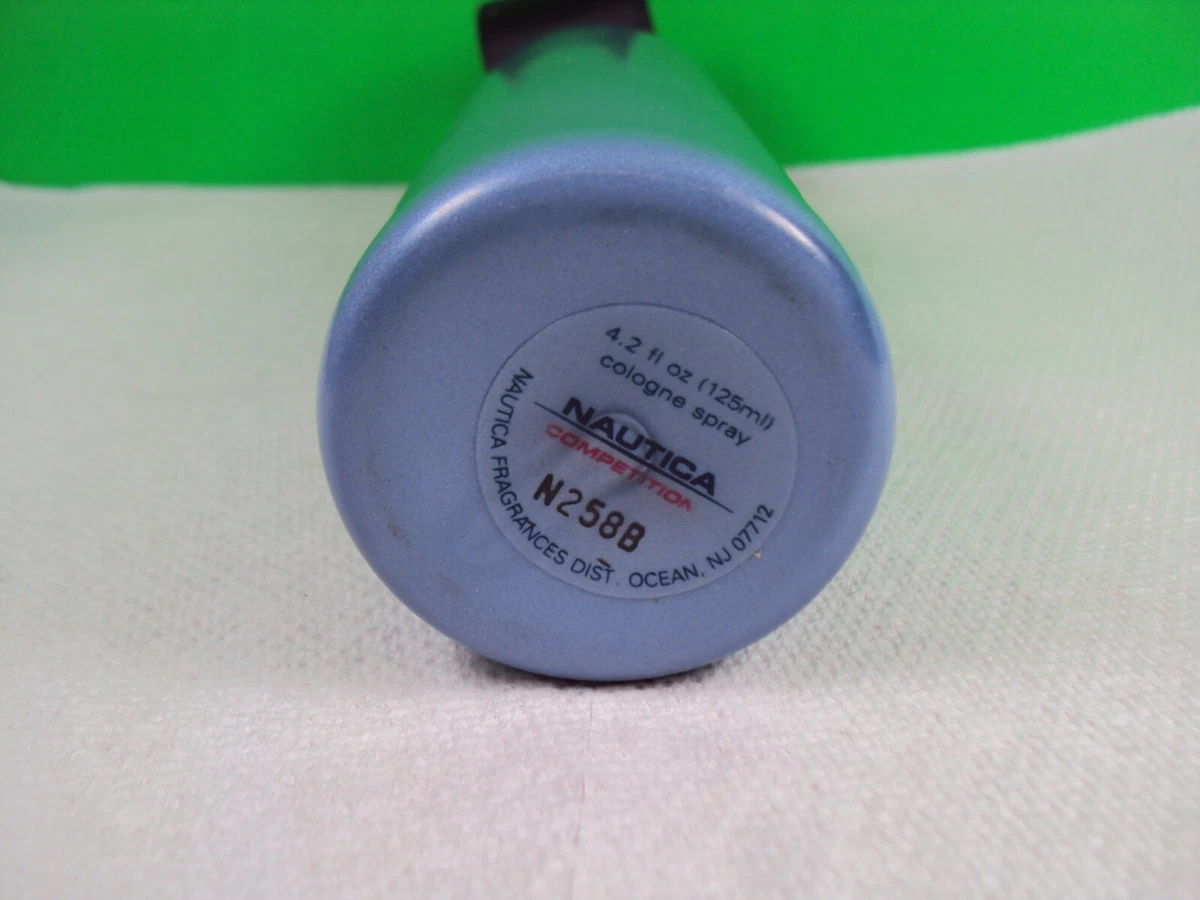 4.2 fl oz (125ml)
cologne spray
NAUTICA
COMPETITION
N258B
NAUTICA FRAGRANCES DIST. OCEAN, NJ 07712